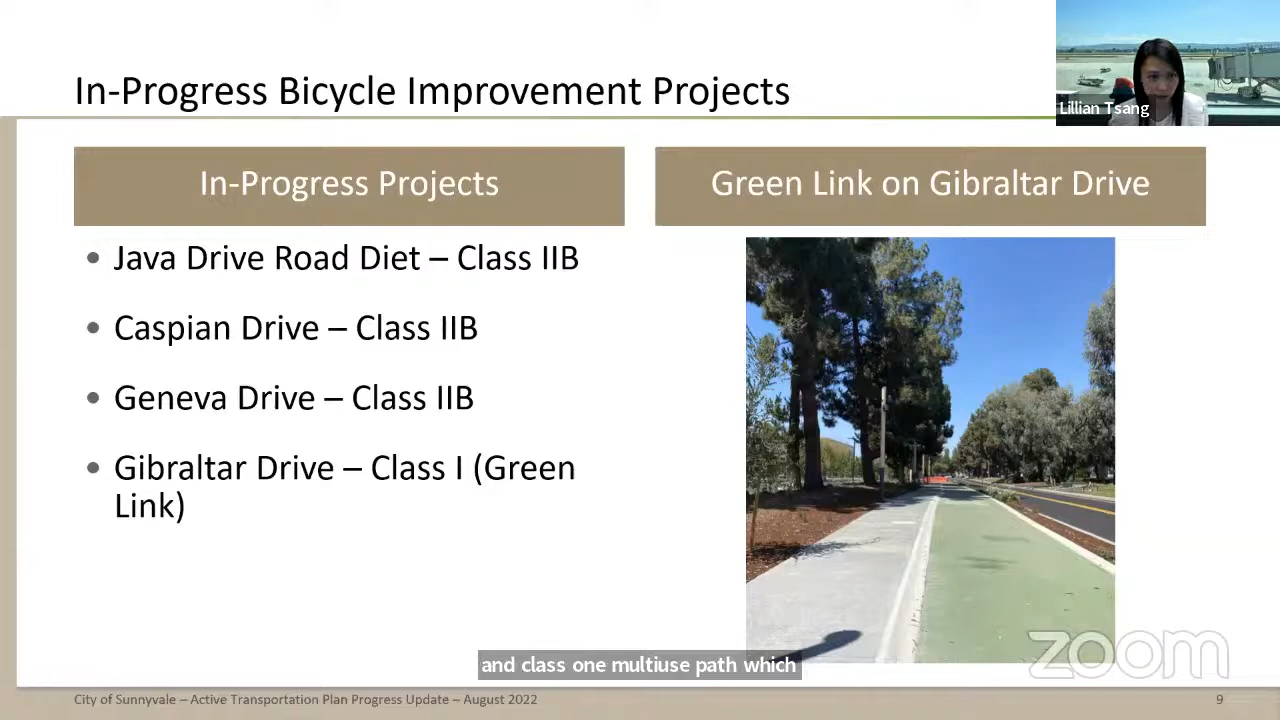 In-Progress Bicycle Improvement Projects
Lillian Tsang
In-Progress Projects
Green Link on Gibraltar Drive
• Java Drive Road Diet – Class IIB
• Caspian Drive – Class IIB
• Geneva Drive – Class IIB
• Gibraltar Drive – Class I (Green
Link)
zoom
and class one multiuse path which
City of Sunnyvale – Active Transportation Plan Progress Update – August 2022
9